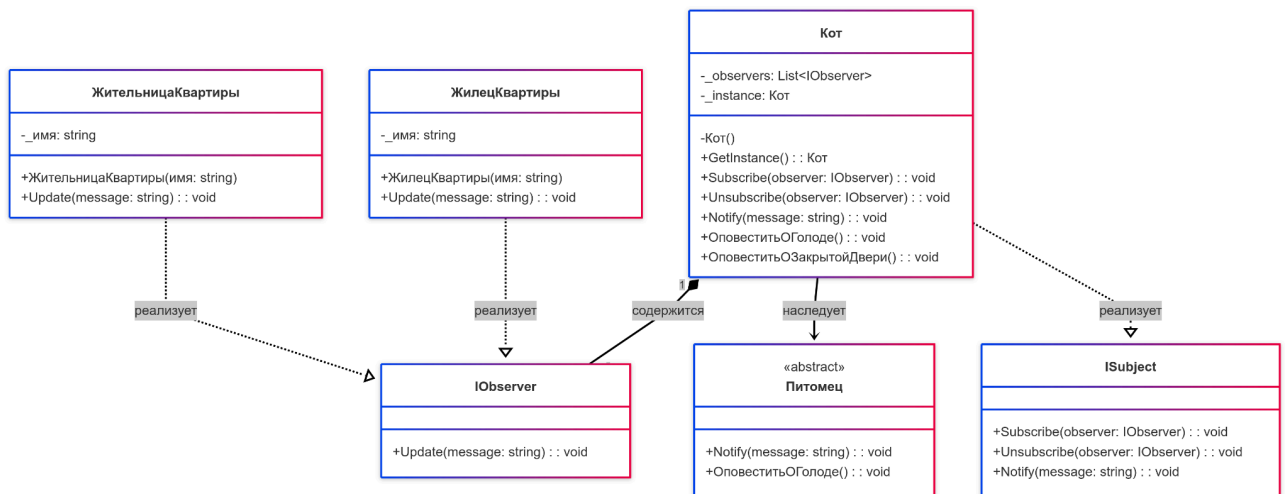 ЖительницаКвартиры
-_имя: string
+ЖительницаКвартиры(имя: string)
+Update(message: string) : : void
ЖилецКвартиры
-_имя: string
+ЖилецКвартиры(имя: string)
+Update(message: string) : : void
Кот
-_observers: List<IObserver>
-_instance: Кот
-Кот()
+GetInstance() : : Кот
+Subscribe(observer: IObserver) : : void
+Unsubscribe(observer: IObserver) : : void
+Notify(message: string) : : void
+ОповеститьОГолоде() : : void
+ОповеститьОЗакрытойДвери() : : void
1
реализует
реализует
содержится
наследует
реализует
IObserver
+Update(message: string) : : void
«abstract»
Питомец
+Notify(message: string) : : void
+ОповеститьОГолоде() : : void
ISubject
+Subscribe(observer: IObserver) : : void
+Unsubscribe(observer: IObserver) : : void
+Notify(message: string) : : void